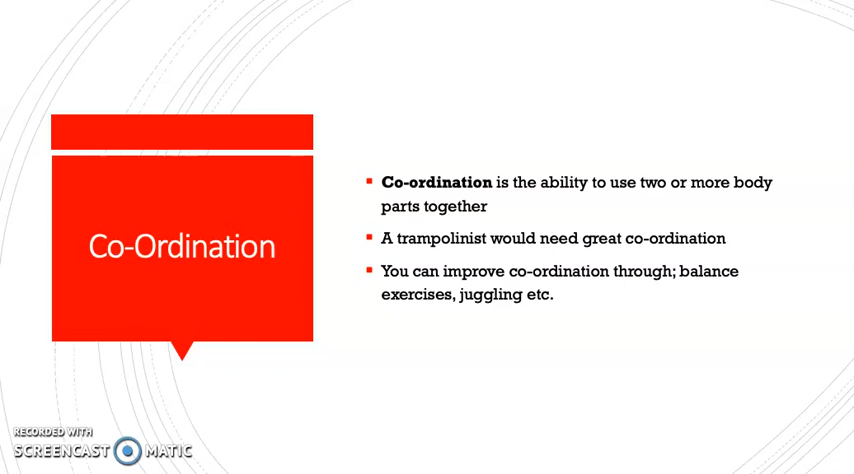 Co-Ordination
Co-ordination is the ability to use two or more body
parts together
A trampolinist would need great co-ordination
You can improve co-ordination through; balance
exercises, juggling etc.
RECORDED WITH
SCREENCAST MATIC